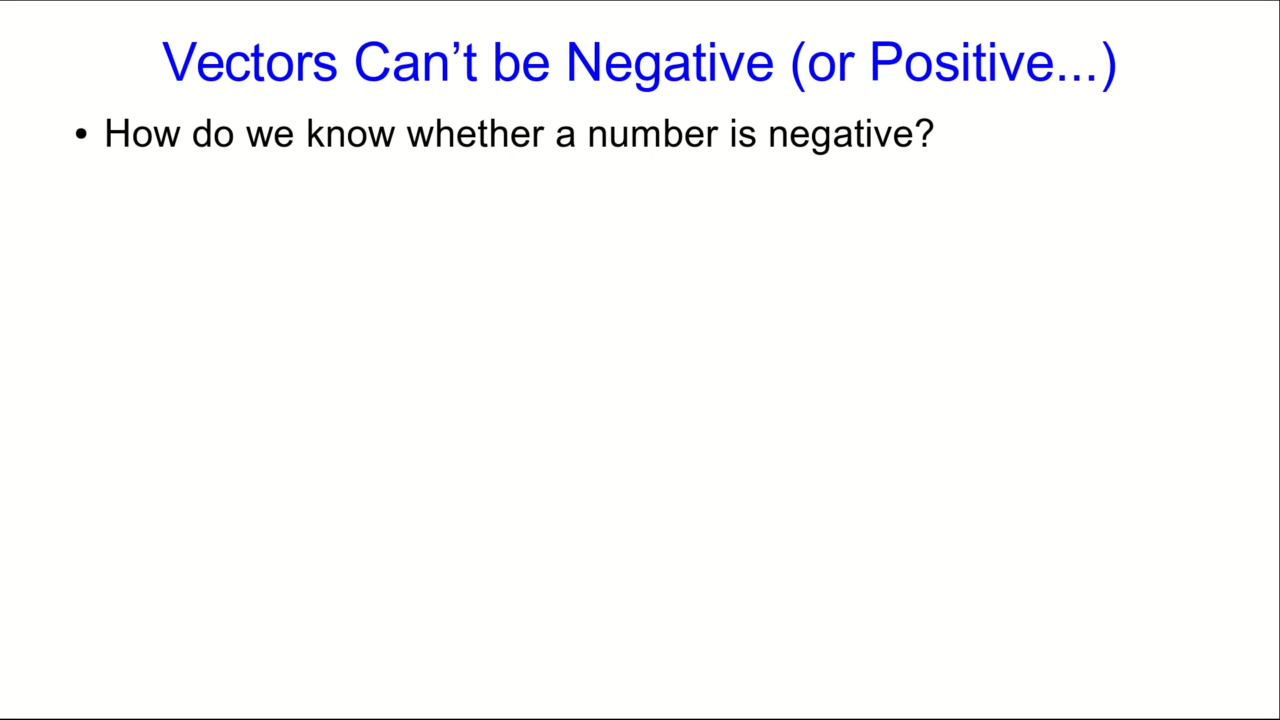 Vectors Can’t be Negative (or Positive...)
• How do we know whether a number is negative?